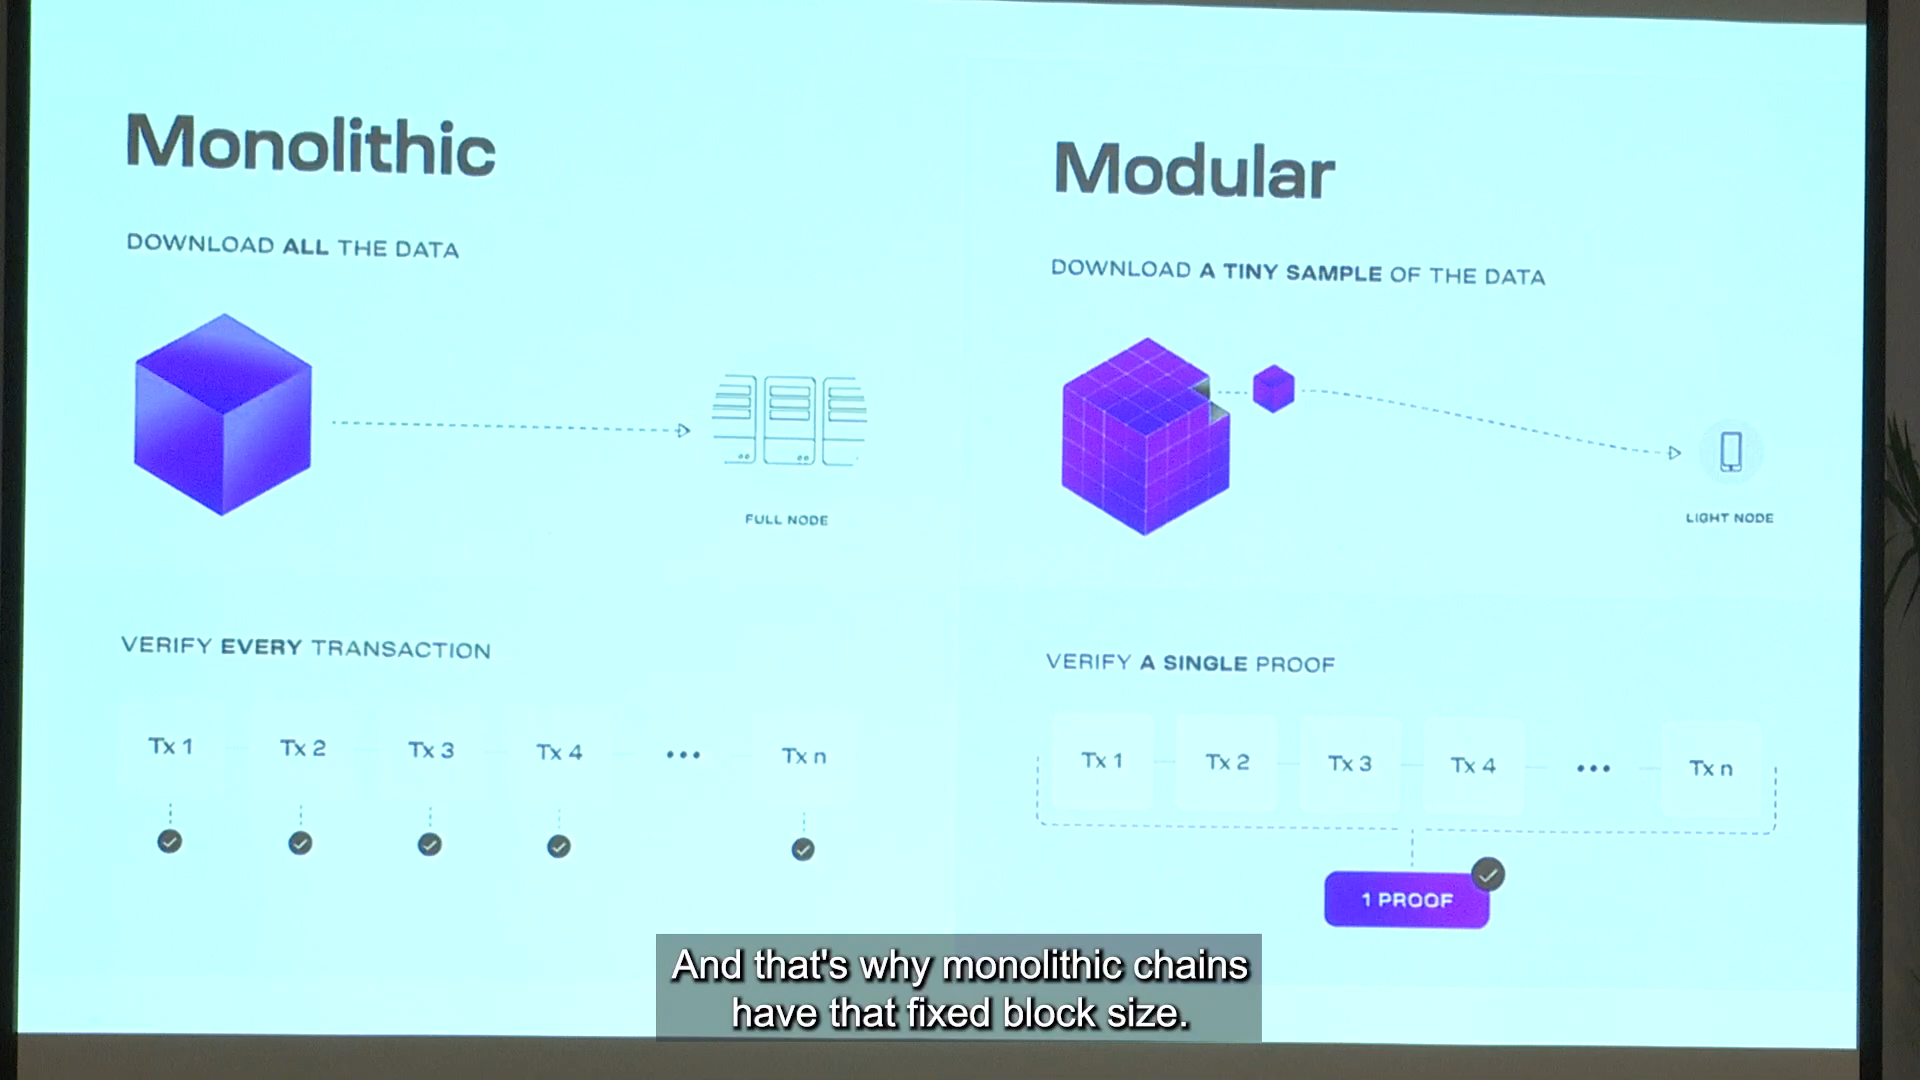 Monolithic
DOWNLOAD ALL THE DATA
FULL NODE
VERIFY EVERY TRANSACTION
Tx 1 Tx 2 Tx 3 Tx 4 ••• Tx n
Modular
DOWNLOAD A TINY SAMPLE OF THE DATA
LIGHT NODE
VERIFY A SINGLE PROOF
Tx 1 Tx 2 Tx 3 Tx 4 ••• Tx n
1 PROOF
And that's why monolithic chains
have that fixed block size.